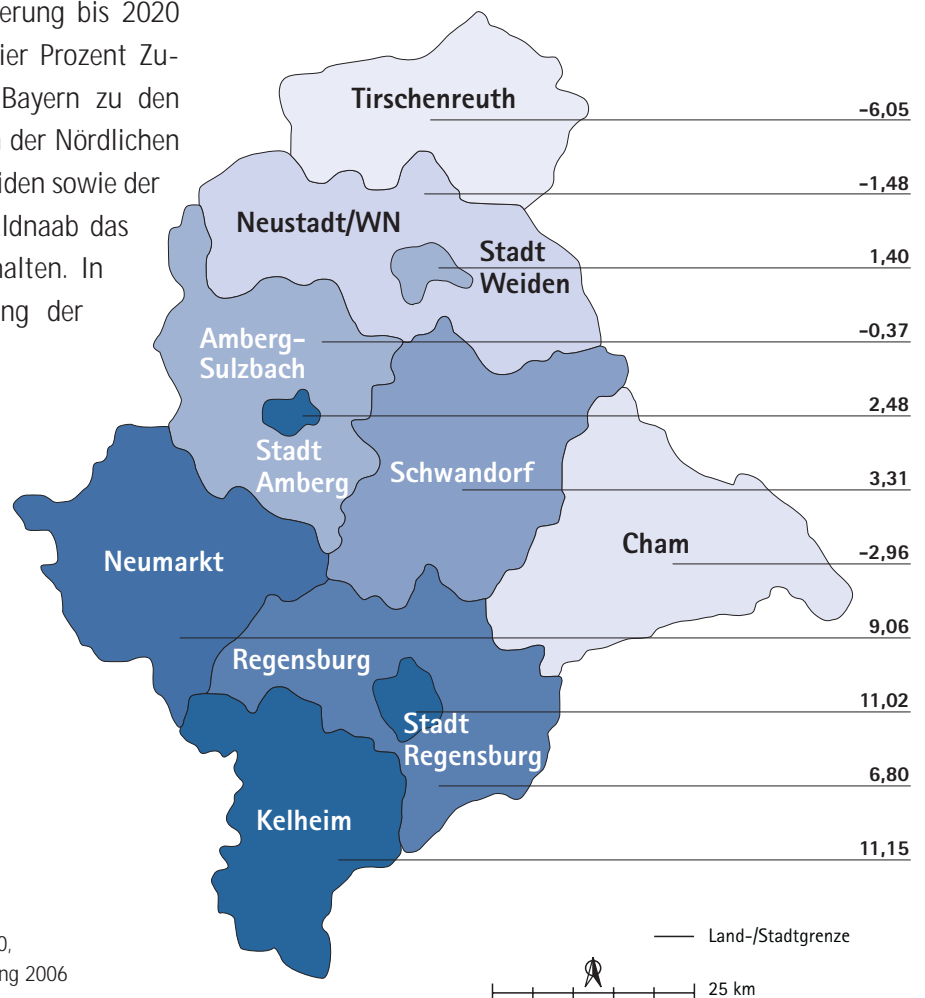 erung bis 2020
ier Prozent Zu-
Bayern zu den
der Nördlichen
iden sowie der
ldnaab das
halten. In
ng der
Tirschenreuth
-6,05
-1,48
Neustadt/WN
Stadt
Weiden
1,40
Amberg-
Sulzbach
-0,37
2,48
Stadt
Amberg
Schwandorf
3,31
Cham
-2,96
Neumarkt
9,06
Regensburg
11,02
Stadt
Regensburg
6,80
Kelheim
11,15
0,
ng 2006
Land-/Stadtgrenze
25 km